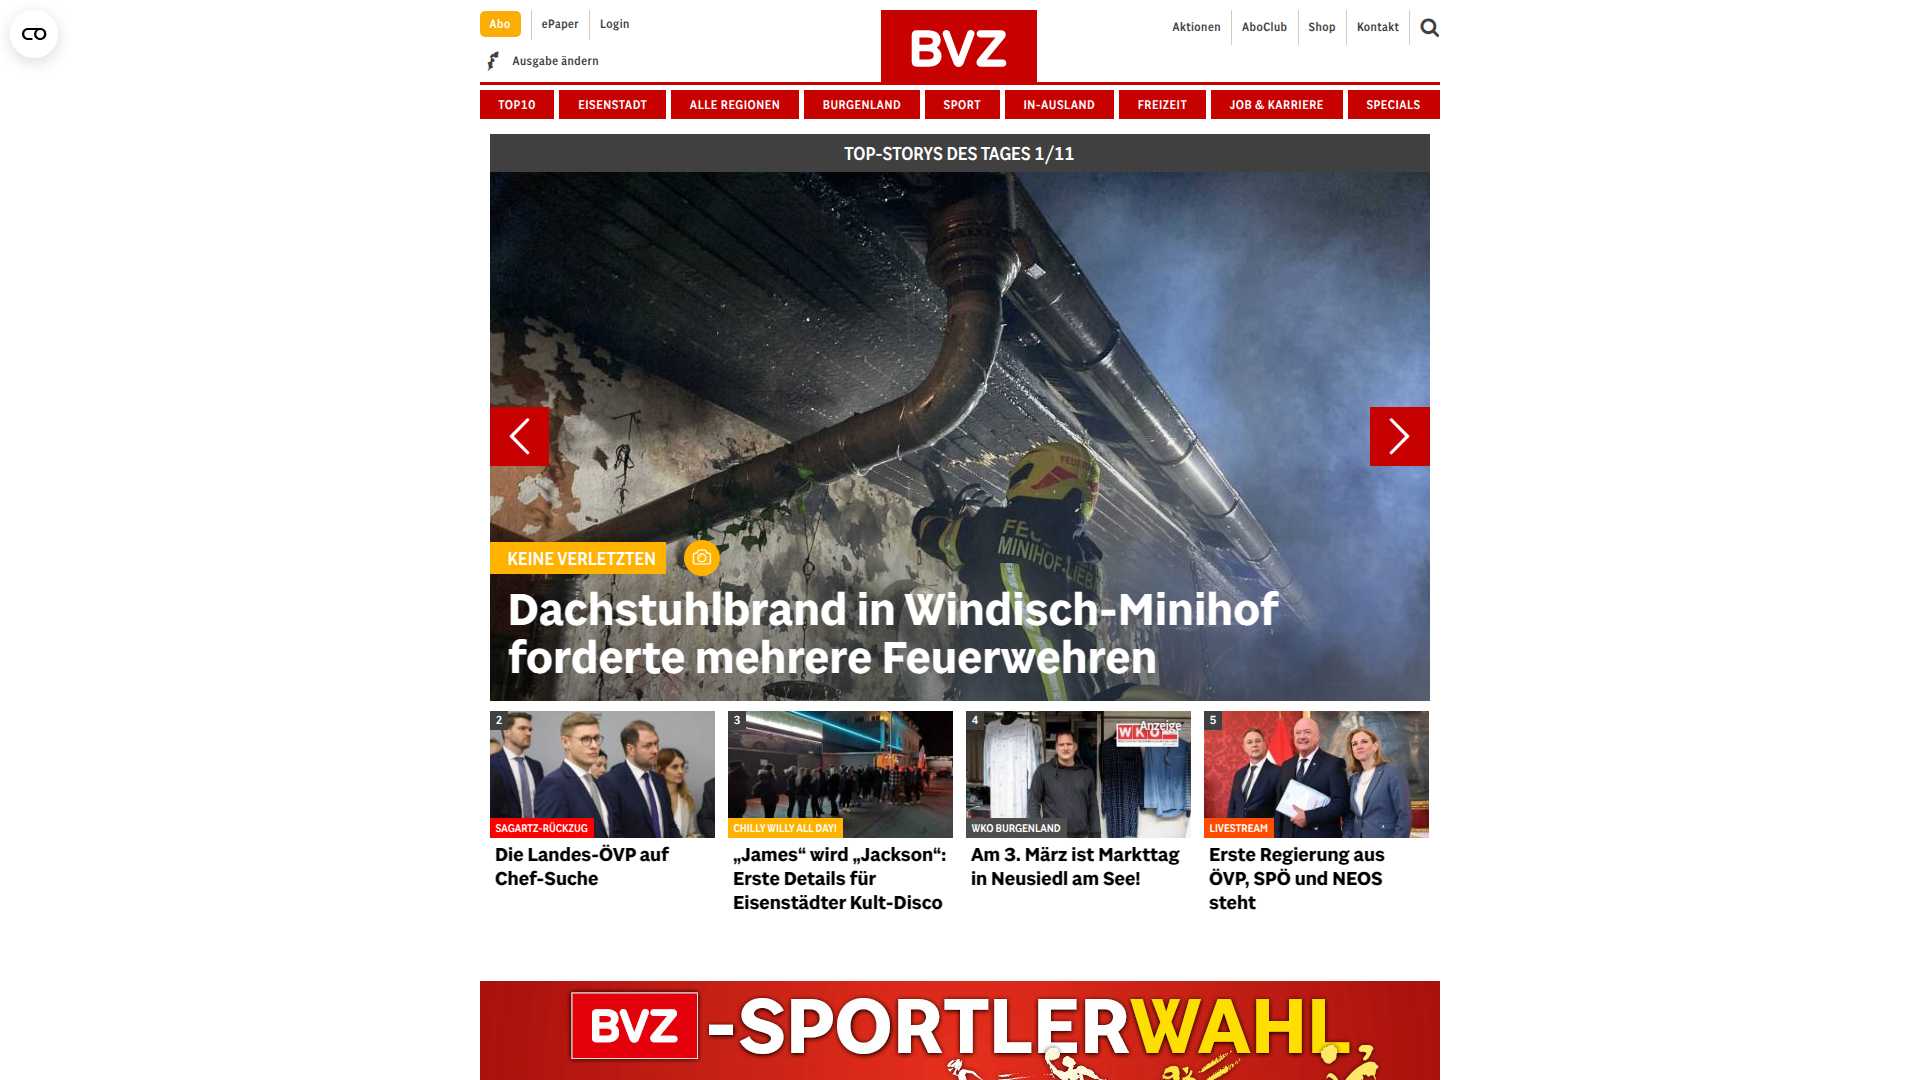 Abo
ePaper
Login
Ausgabe ändern
BVZ
Aktionen
AboClub
Shop
Kontakt
TOP10
EISENSTADT
ALLE REGIONEN
BURGENLAND
SPORT
IN-AUSLAND
FREIZEIT
JOB & KARRIERE
SPECIALS
TOP-STORYS DES TAGES 1/11
FEUER
MINIHOF-LIEB
KEINE VERLETZTEN
Dachstuhlbrand in Windisch-Minihof
forderte mehrere Feuerwehren
2
SAGARTZ-RÜCKZUG
Die Landes-ÖVP auf
Chef-Suche
3
CHILLY WILLY ALL DAY!
„James“ wird „Jackson“:
Erste Details für
Eisenstädter Kult-Disco
4
Anzeige
WKO
WKO BURGENLAND
Am 3. März ist Markttag
in Neusiedl am See!
5
LIVESTREAM
Erste Regierung aus
ÖVP, SPÖ und NEOS
steht
BVZ -SPORTLERWAHL